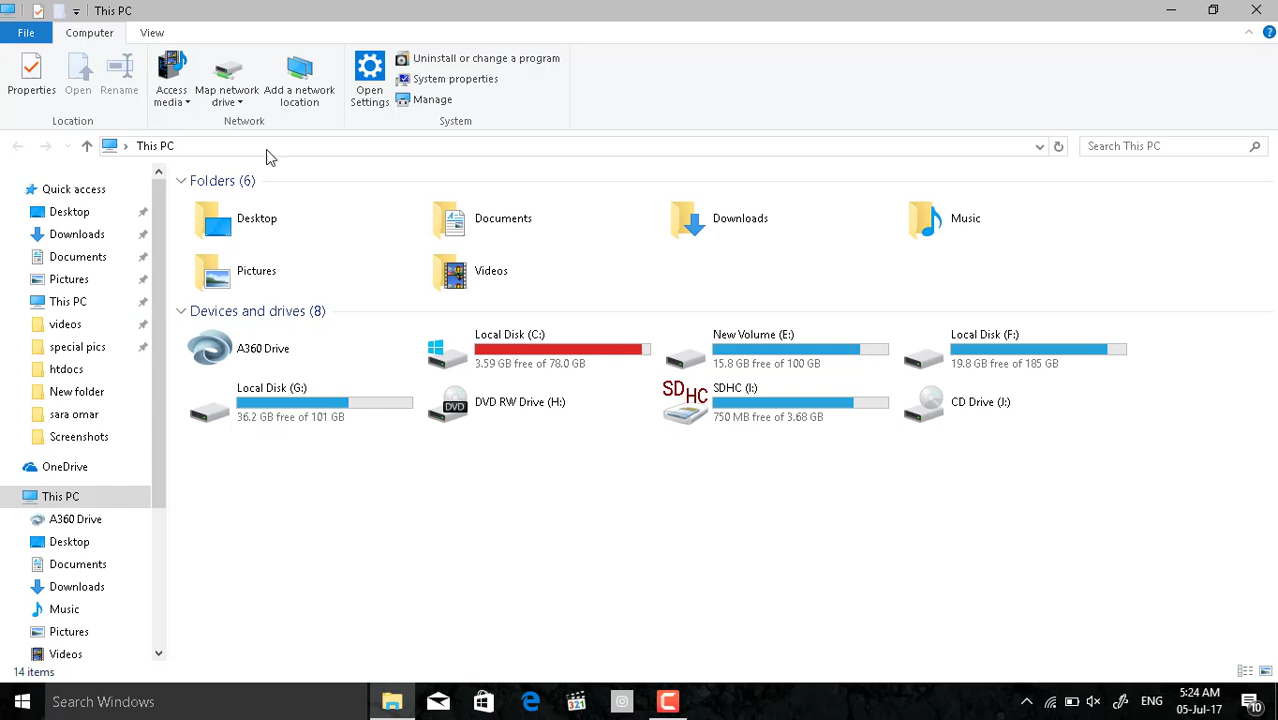 This PC
File
Computer
View
Properties
Open
Rename
Location
Access media
Map network drive
Add a network location
Network
Open Settings
Uninstall or change a program
System properties
Manage
System
This PC
Search This PC
Quick access
Desktop
Downloads
Documents
Pictures
This PC
videos
special pics
htdocs
New folder
sara omar
Screenshots
OneDrive
This PC
A360 Drive
Desktop
Documents
Downloads
Music
Pictures
Videos
Folders (6)
Desktop
Documents
Downloads
Music
Pictures
Videos
Devices and drives (8)
A360 Drive
Local Disk (C:)
3.59 GB free of 78.0 GB
New Volume (E:)
15.8 GB free of 100 GB
Local Disk (F:)
19.8 GB free of 185 GB
Local Disk (G:)
36.2 GB free of 101 GB
DVD
DVD RW Drive (H:)
SDHC
SDHC (I:)
750 MB free of 3.68 GB
CD Drive (J:)
14 items
Search Windows
321
ENG
5:24 AM
05-Jul-17
10